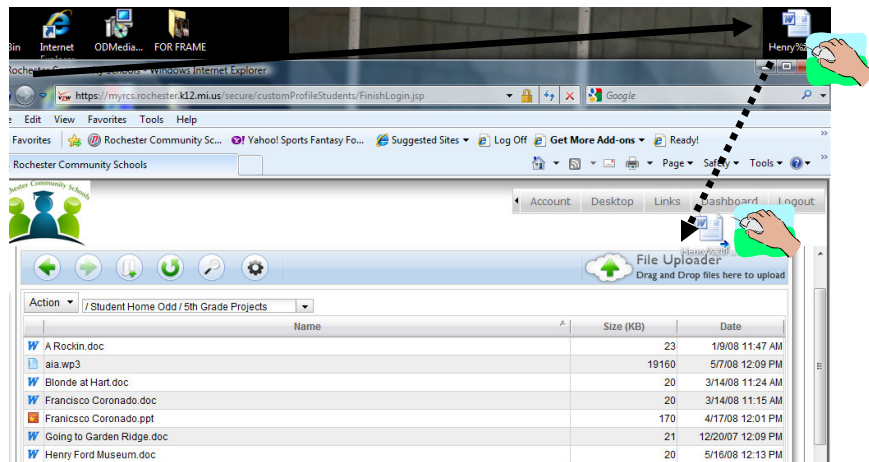 Bin Internet ODMedia... FOR FRAME Henry%2
Explorer
Rochester Community Schools - Windows Internet Explorer
https://myrcs.rochester.k12.mi.us/secure/customProfileStudents/FinishLogin.jsp Google
Edit View Favorites Tools Help
Favorites Rochester Community Sc... Yahoo! Sports Fantasy Fo... Suggested Sites Log Off Get More Add-ons Ready!
Rochester Community Schools Page Safety Tools
Account Desktop Links Dashboard Logout
File Uploader
Drag and Drop files here to upload
Action / Student Home Odd / 5th Grade Projects
Name Size (KB) Date
A Rockin.doc 23 1/9/08 11:47 AM
aia.wp3 19160 5/7/08 12:09 PM
Blonde at Hart.doc 20 3/14/08 11:24 AM
Francisco Coronado.doc 20 3/14/08 11:15 AM
Franicsco Coronado.ppt 170 4/17/08 12:01 PM
Going to Garden Ridge.doc 21 12/20/07 12:09 PM
Henry Ford Museum.doc 20 5/16/08 12:13 PM